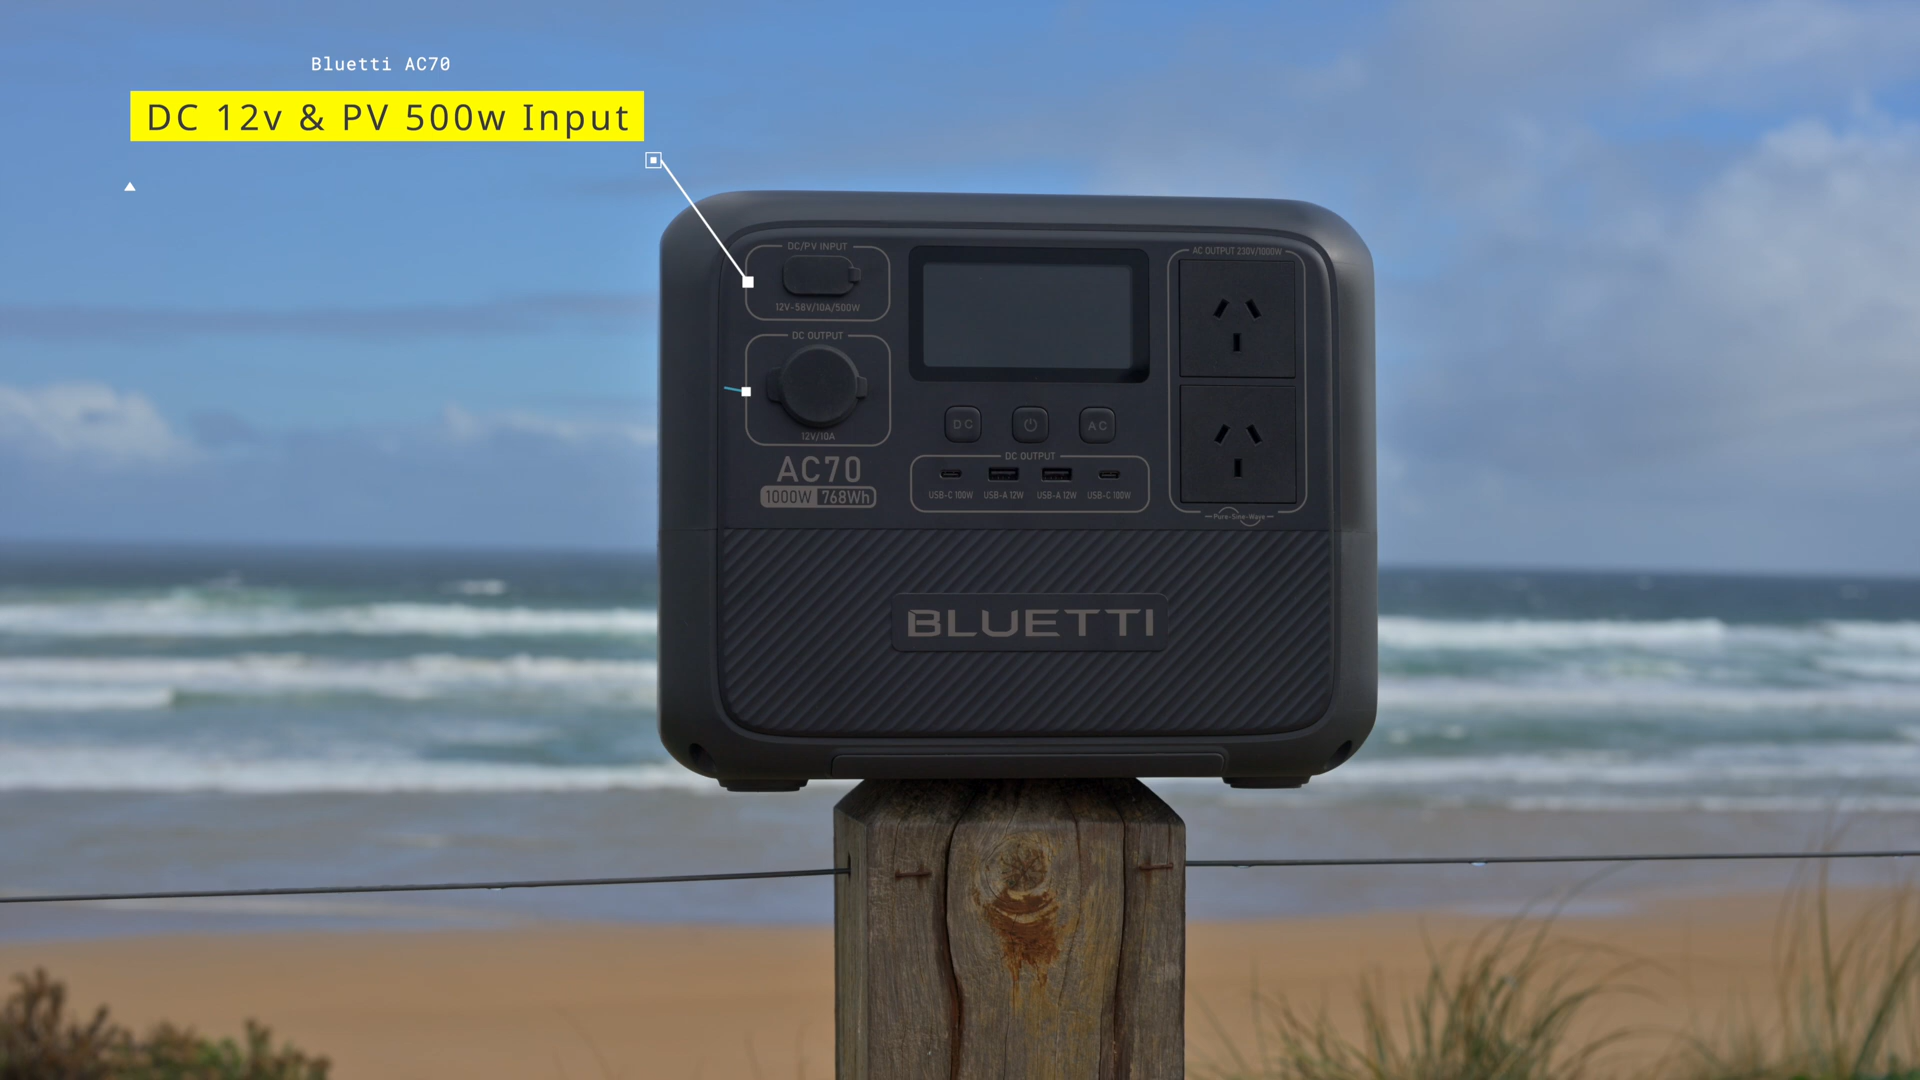 Bluetti AC70
DC 12v & PV 500w Input
DC/PV INPUT
12V-58V/10A/500W
DC OUTPUT
12V/10A
AC70
1000W 768Wh
DC
AC
DC OUTPUT
USB-C 100W USB-A 12W USB-A 12W USB-C 100W
AC OUTPUT 230V/1000W
Pure-Sine-Wave
BLUETTI